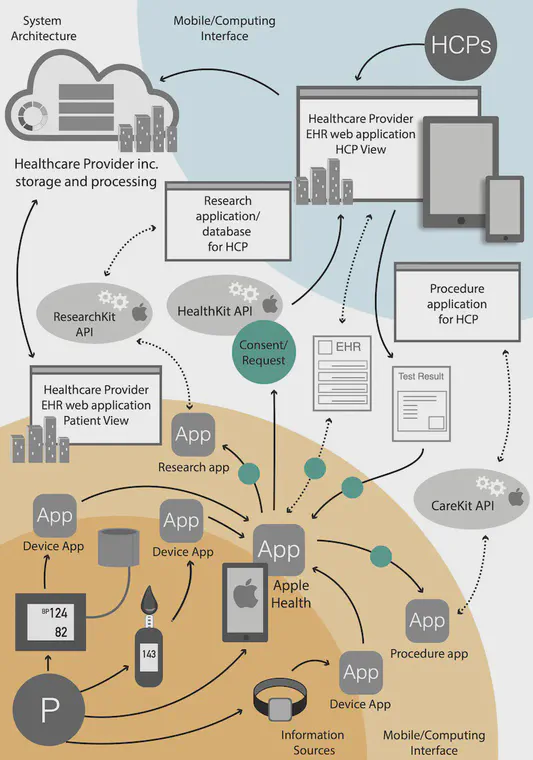 System
Architecture
Mobile/Computing
Interface
HCPs
Healthcare Provider
EHR web application
HCP View
Healthcare Provider inc.
storage and processing
Research
application/
database
for HCP
Procedure
application
for HCP
ResearchKit
API
HealthKit API
Consent/
Request
EHR
Test Result
Healthcare Provider
EHR web application
Patient View
App
Research app
CareKit API
App
Device App
App
Device App
App
Apple
Health
BP124
82
143
App
Procedure app
P
App
Device App
Information
Sources
Mobile/Computing
Interface